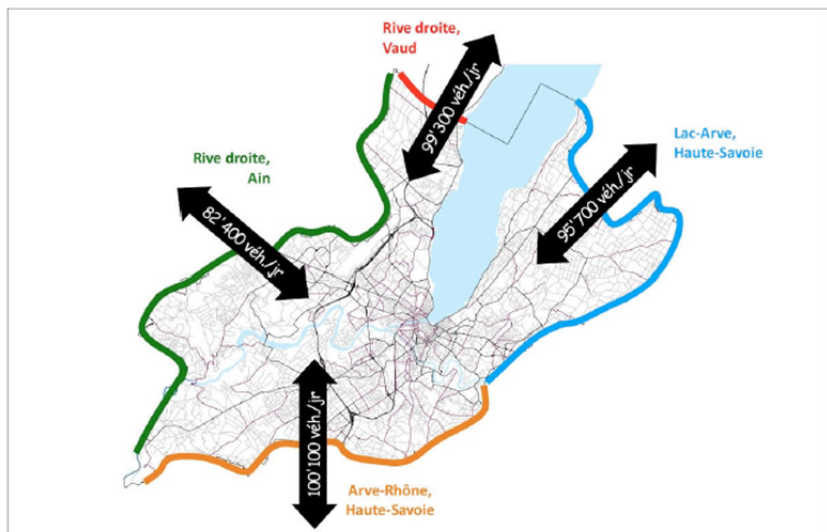 Rive droite,
Vaud
99'300 véh./jr
Lac-Arve,
Haute-Savoie
95'700 véh./jr
Rive droite,
Ain
82'400 véh./jr
100'100 véh./jr
Arve-Rhône,
Haute-Savoie